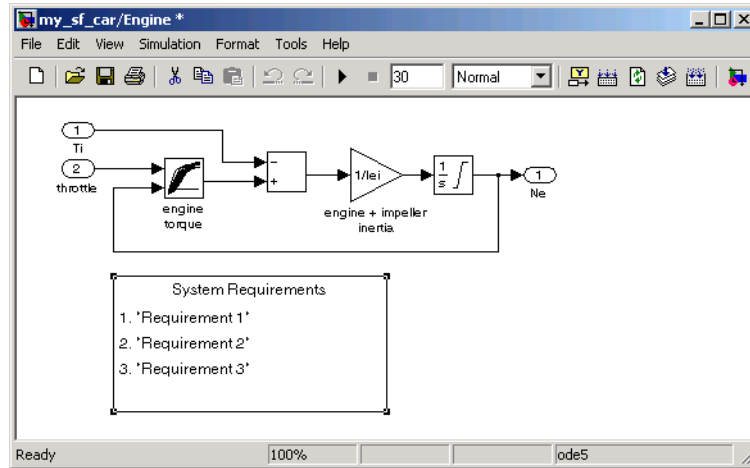 my_sf_car/Engine *
File Edit View Simulation Format Tools Help
30 Normal
1
Ti
2
throttle
engine
torque
−
+
1/Iei
engine + impeller
inertia
1
s
1
Ne
System Requirements
1. "Requirement 1"
2. "Requirement 2"
3. "Requirement 3"
Ready 100% ode5